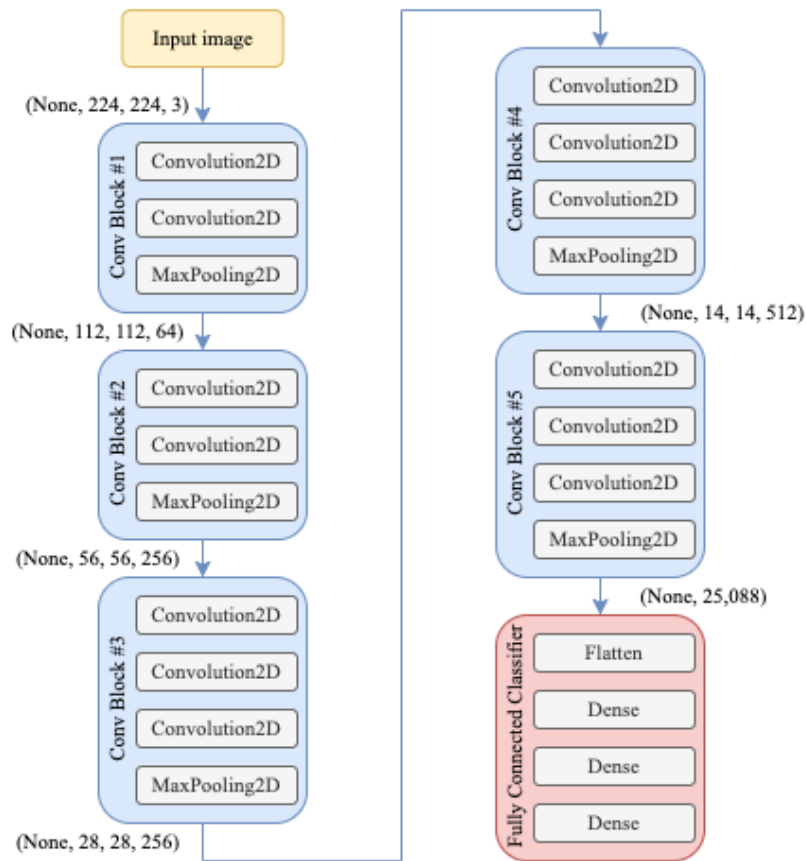 Input image
(None, 224, 224, 3)
Conv Block #1
Convolution2D
Convolution2D
MaxPooling2D
(None, 112, 112, 64)
Conv Block #2
Convolution2D
Convolution2D
MaxPooling2D
(None, 56, 56, 256)
Conv Block #3
Convolution2D
Convolution2D
Convolution2D
MaxPooling2D
(None, 28, 28, 256)
Conv Block #4
Convolution2D
Convolution2D
Convolution2D
MaxPooling2D
(None, 14, 14, 512)
Conv Block #5
Convolution2D
Convolution2D
Convolution2D
MaxPooling2D
(None, 25,088)
Fully Connected Classifier
Flatten
Dense
Dense
Dense